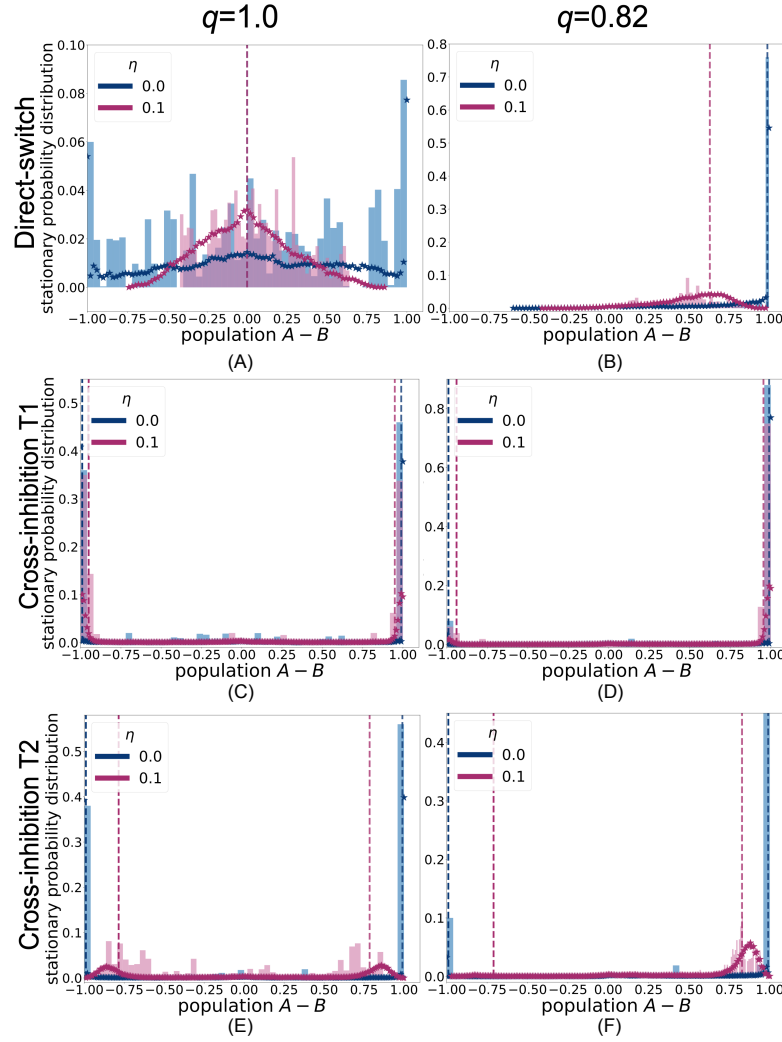 q=1.0
q=0.82
Direct-switch
stationary probability distribution
0.10
0.08
0.06
0.04
0.02
0.00
η
0.0
0.1
−1.00 −0.75 −0.50 −0.25 0.00 0.25 0.50 0.75 1.00
population A − B
(A)
0.8
0.7
0.6
0.5
0.4
0.3
0.2
0.1
0.0
η
0.0
0.1
−1.00 −0.75 −0.50 −0.25 0.00 0.25 0.50 0.75 1.00
population A − B
(B)
Cross-inhibition T1
stationary probability distribution
0.5
0.4
0.3
0.2
0.1
0.0
η
0.0
0.1
−1.00 −0.75 −0.50 −0.25 0.00 0.25 0.50 0.75 1.00
population A − B
(C)
0.8
0.6
0.4
0.2
0.0
η
0.0
0.1
−1.00 −0.75 −0.50 −0.25 0.00 0.25 0.50 0.75 1.00
population A − B
(D)
Cross-inhibition T2
stationary probability distribution
0.5
0.4
0.3
0.2
0.1
0.0
η
0.0
0.1
−1.00 −0.75 −0.50 −0.25 0.00 0.25 0.50 0.75 1.00
population A − B
(E)
0.4
0.3
0.2
0.1
0.0
η
0.0
0.1
−1.00 −0.75 −0.50 −0.25 0.00 0.25 0.50 0.75 1.00
population A − B
(F)